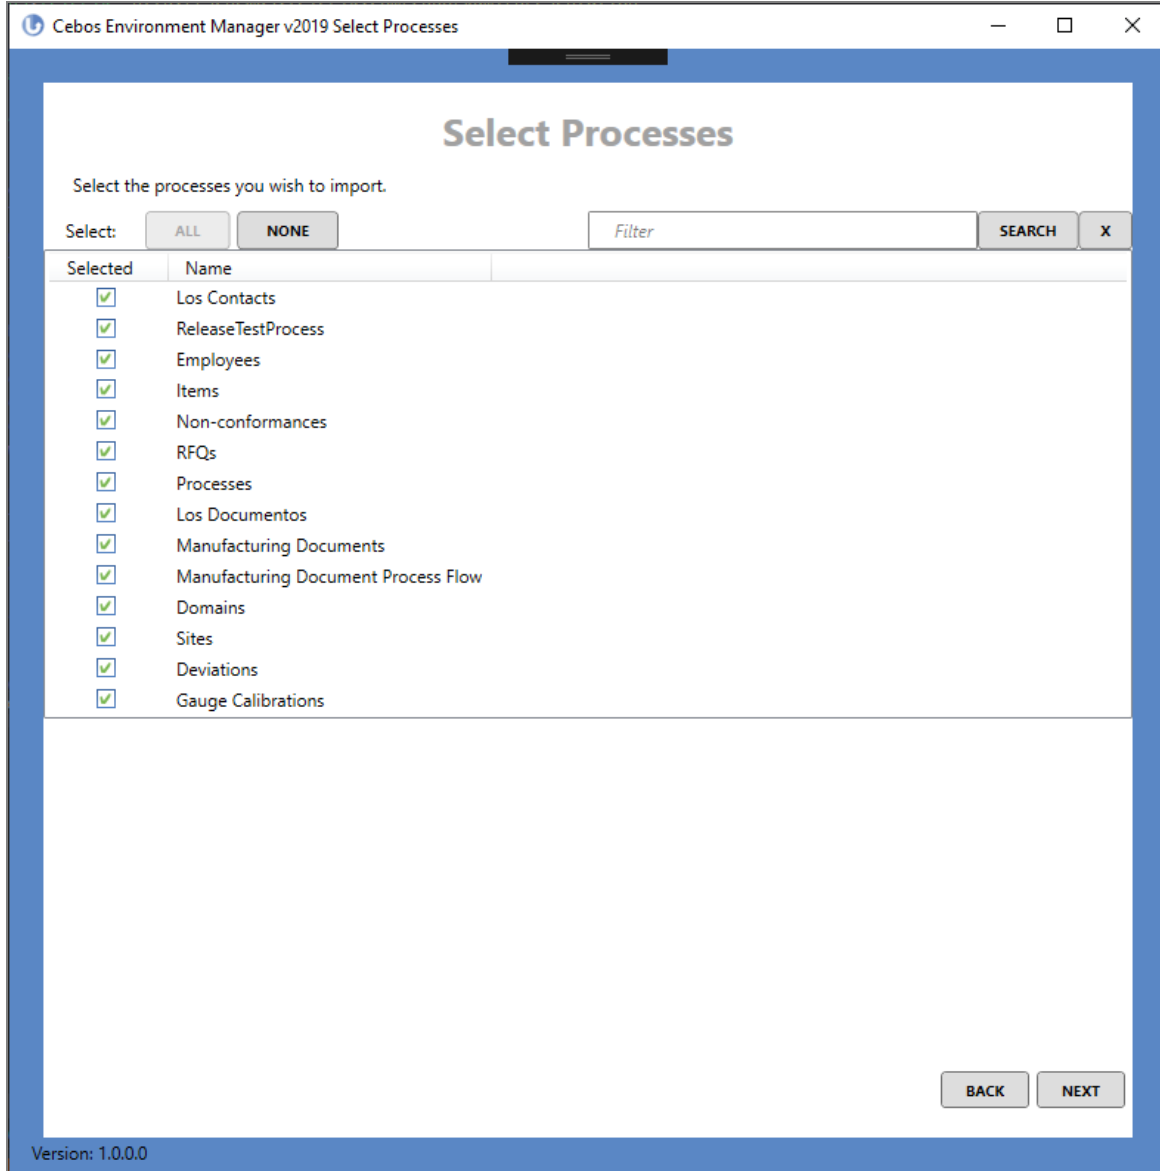 Cebos Environment Manager v2019 Select Processes
Select Processes
Select the processes you wish to import.
Select: ALL NONE Filter SEARCH X
Selected Name
Los Contacts
ReleaseTestProcess
Employees
Items
Non-conformances
RFQs
Processes
Los Documentos
Manufacturing Documents
Manufacturing Document Process Flow
Domains
Sites
Deviations
Gauge Calibrations
BACK NEXT
Version: 1.0.0.0